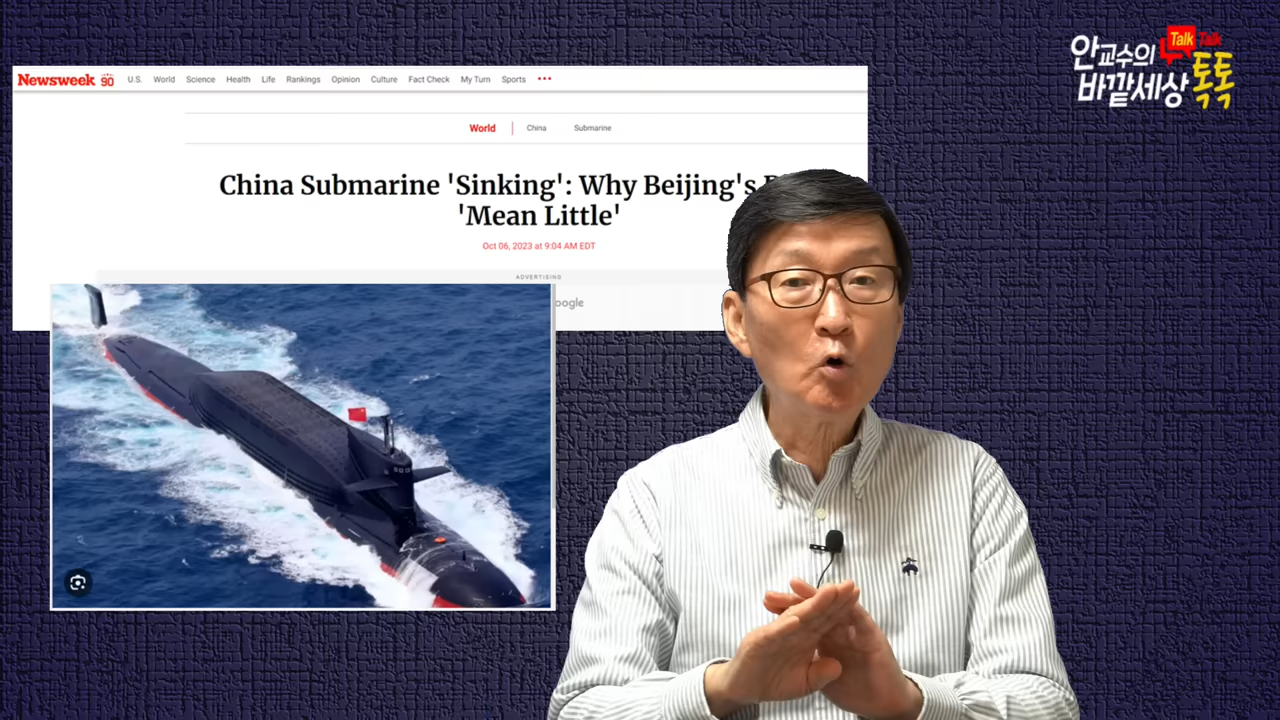 안교수의 Talk Talk
바깥세상 톡톡
Newsweek 90 U.S. World Science Health Life Rankings Opinion Culture Fact Check My Turn Sports
World | China Submarine
China Submarine 'Sinking': Why Beijing's
'Mean Little'
Oct 06, 2023 at 9:04 AM EDT
ADVERTISING
oogle